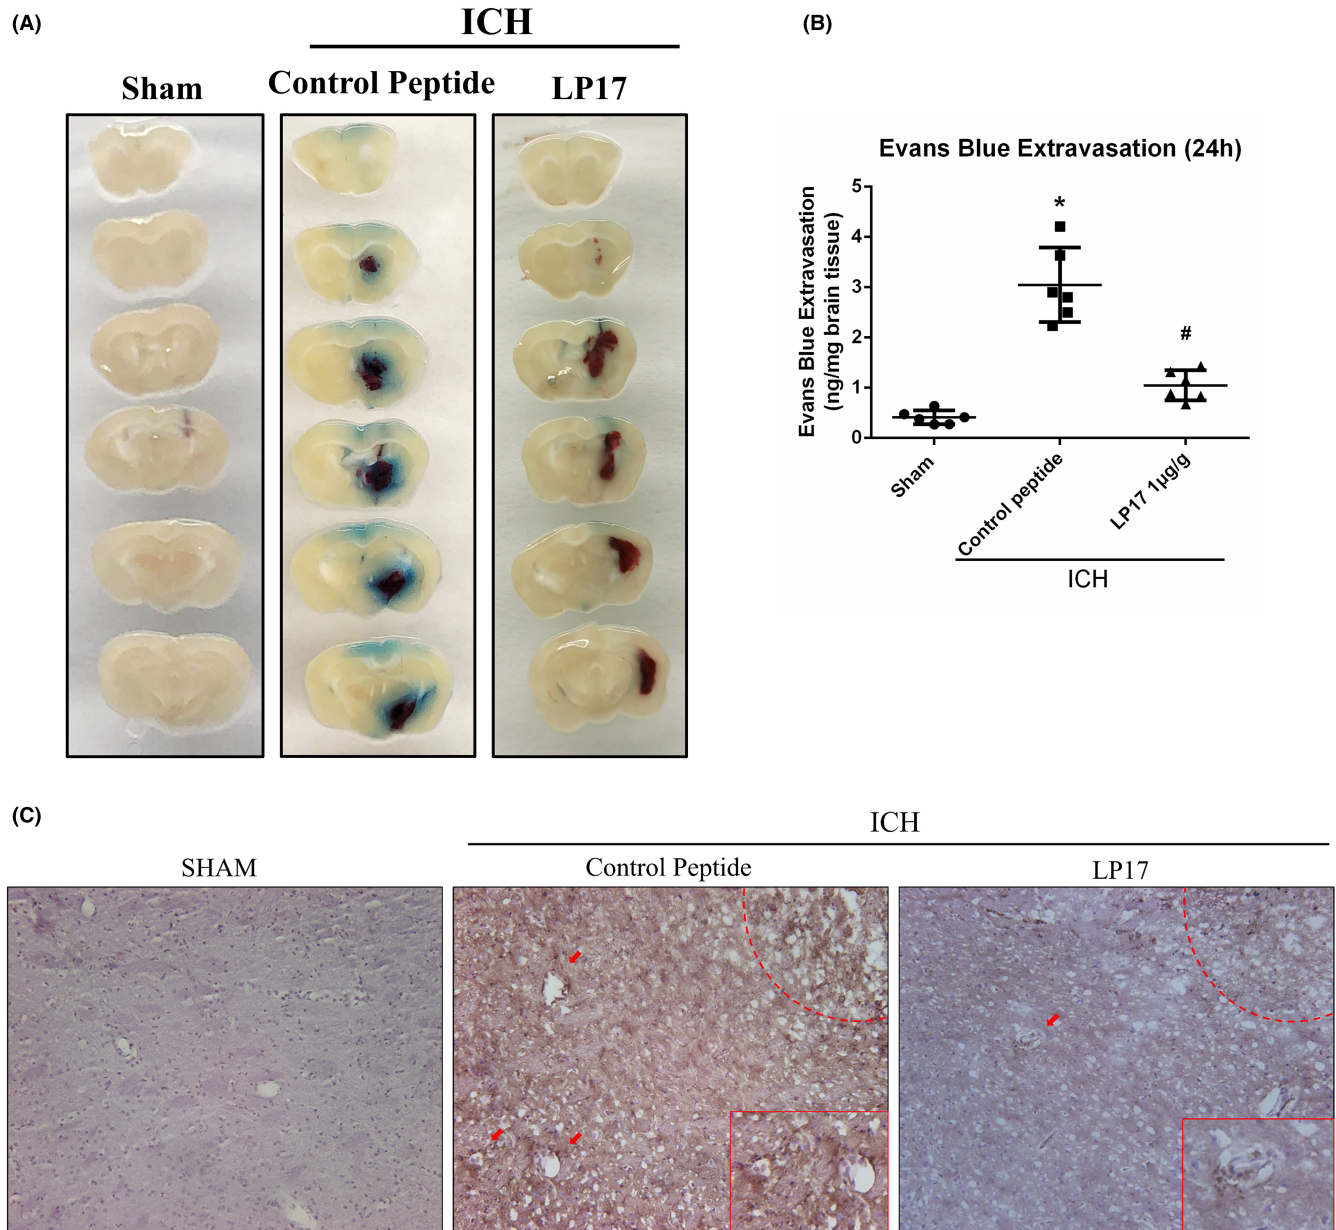 (A)
ICH
Sham
Control Peptide
LP17
(B)
Evans Blue Extravasation (24h)
Evans Blue Extravasation
(ng/mg brain tissue)
5
4
3
2
1
0
*
#
Sham
Control peptide
LP17 1µg/g
ICH
(C)
ICH
SHAM
Control Peptide
LP17